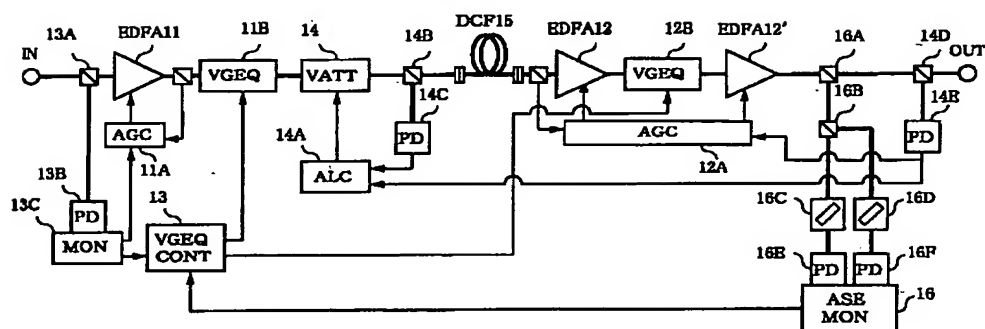 IN
13A
EDFA11
11B
VGEQ
14
VATT
14B
DCF15
EDFA12
12B
VGEQ
EDFA12'
16A
14D
OUT
16B
14C
PD
14E
PD
AGC
11A
14A
ALC
AGC
12A
13B
PD
13C
MON
13
VGEQ
CONT
16C
16D
16E
PD
PD
16F
ASE
MON
16